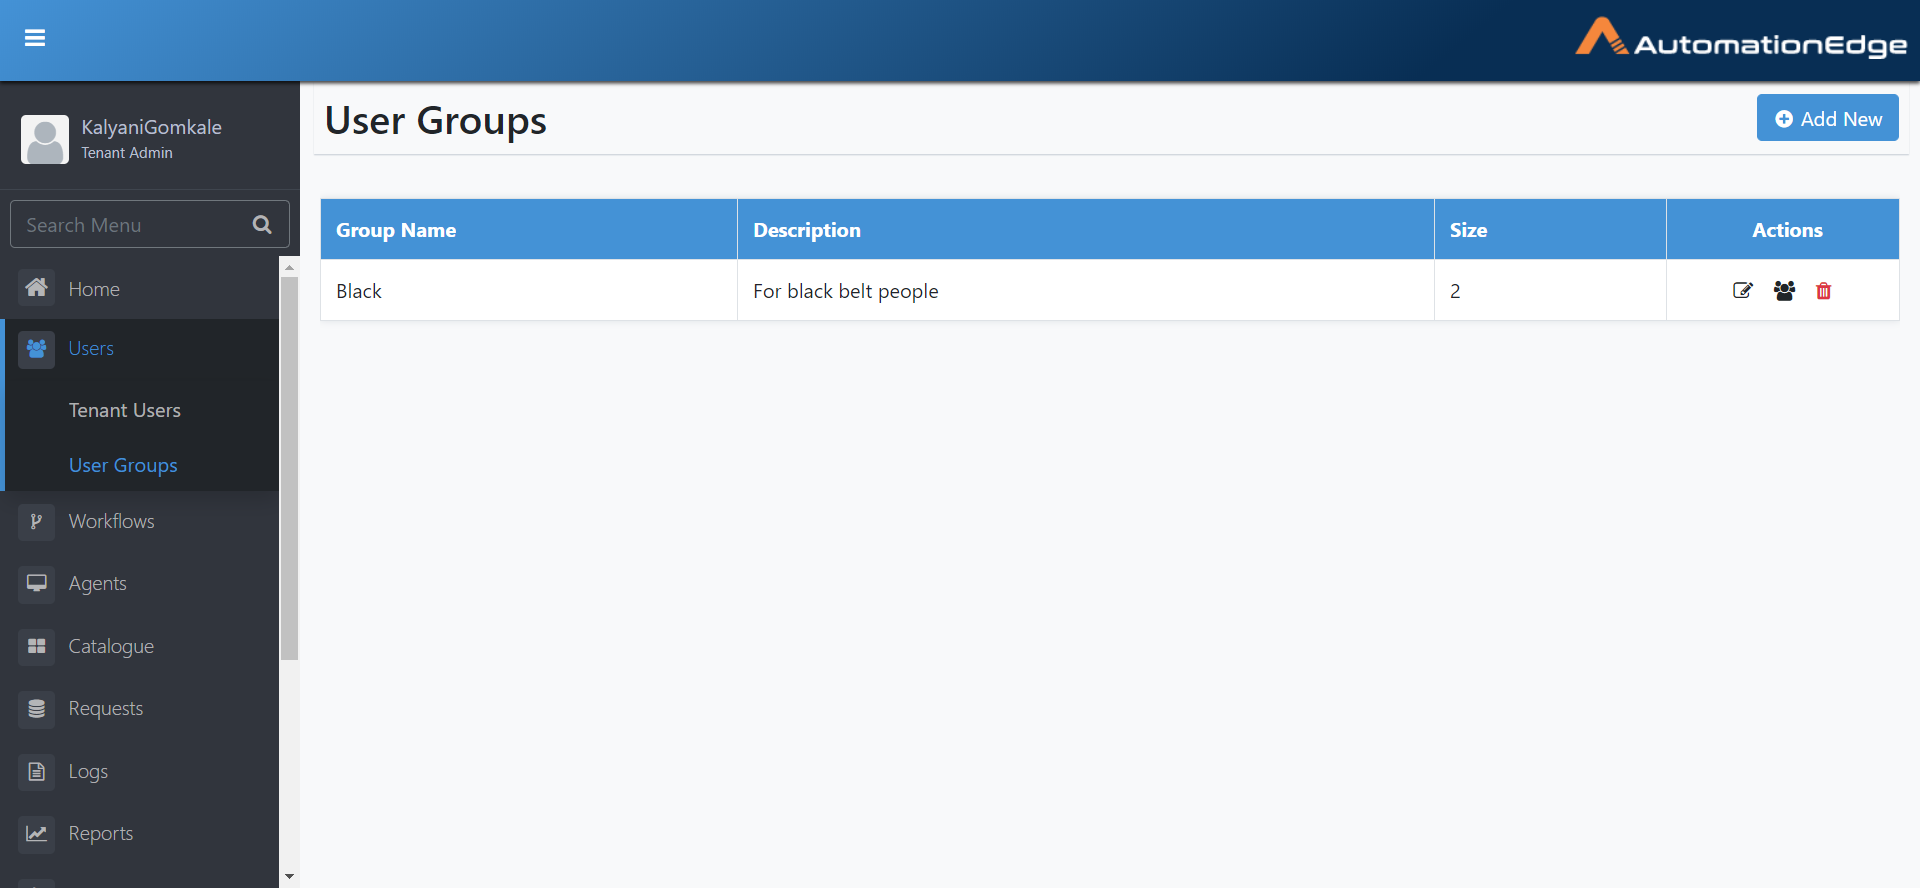 AutomationEdge
KalyaniGomkale
Tenant Admin
Search Menu
Home
Users
Tenant Users
User Groups
Workflows
Agents
Catalogue
Requests
Logs
Reports
User Groups
Add New
Group Name Description Size Actions
Black For black belt people 2